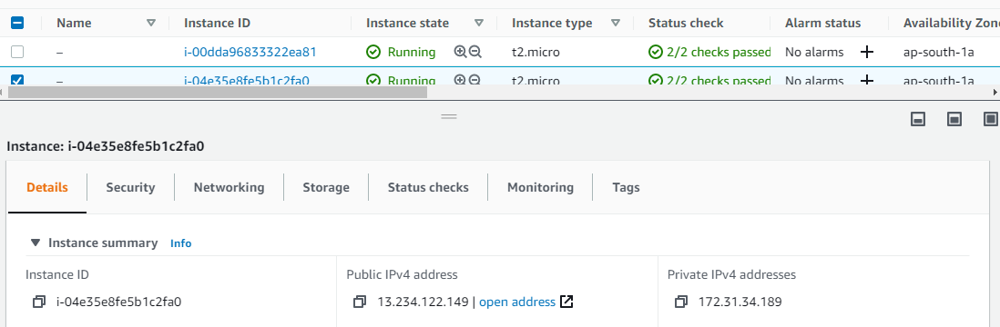 Name Instance ID Instance state Instance type Status check Alarm status Availability Zone
– i-00dda96833322ea81 Running t2.micro 2/2 checks passed No alarms + ap-south-1a
– i-04e35e8fe5b1c2fa0 Running t2.micro 2/2 checks passed No alarms + ap-south-1a
Instance: i-04e35e8fe5b1c2fa0
Details Security Networking Storage Status checks Monitoring Tags
Instance summary Info
Instance ID Public IPv4 address Private IPv4 addresses
i-04e35e8fe5b1c2fa0 13.234.122.149 | open address 172.31.34.189